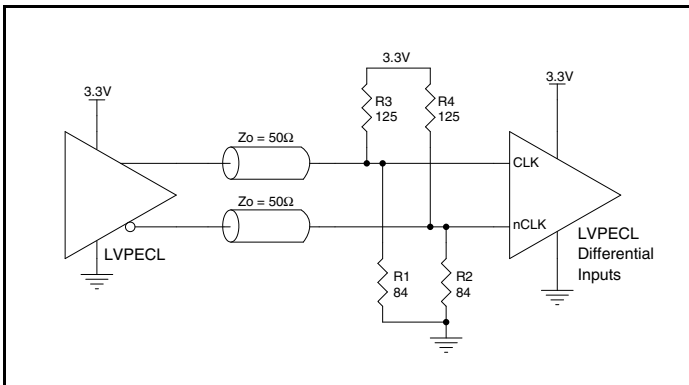 3.3V
3.3V
3.3V
R3
125
R4
125
Zo = 50Ω
CLK
Zo = 50Ω
nCLK
LVPECL
LVPECL
Differential
Inputs
R1
84
R2
84